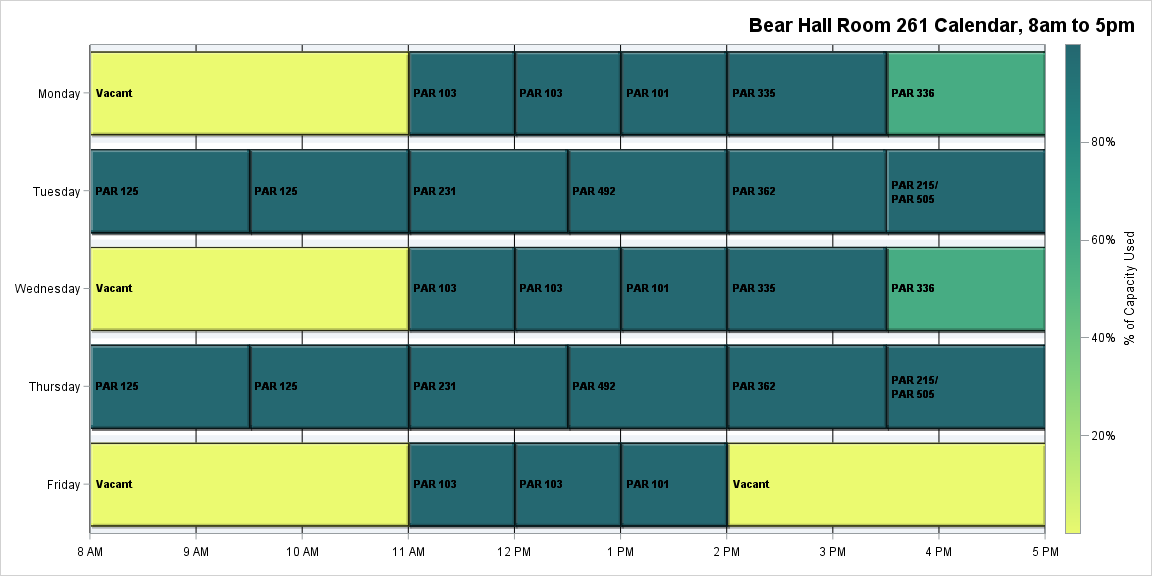 Bear Hall Room 261 Calendar, 8am to 5pm
Monday
Vacant
PAR 103
PAR 103
PAR 101
PAR 335
PAR 336
Tuesday
PAR 125
PAR 125
PAR 231
PAR 492
PAR 362
PAR 215/
PAR 505
Wednesday
Vacant
PAR 103
PAR 103
PAR 101
PAR 335
PAR 336
Thursday
PAR 125
PAR 125
PAR 231
PAR 492
PAR 362
PAR 215/
PAR 505
Friday
Vacant
PAR 103
PAR 103
PAR 101
Vacant
8 AM
9 AM
10 AM
11 AM
12 PM
1 PM
2 PM
3 PM
4 PM
5 PM
80%
60%
40%
20%
% of Capacity Used